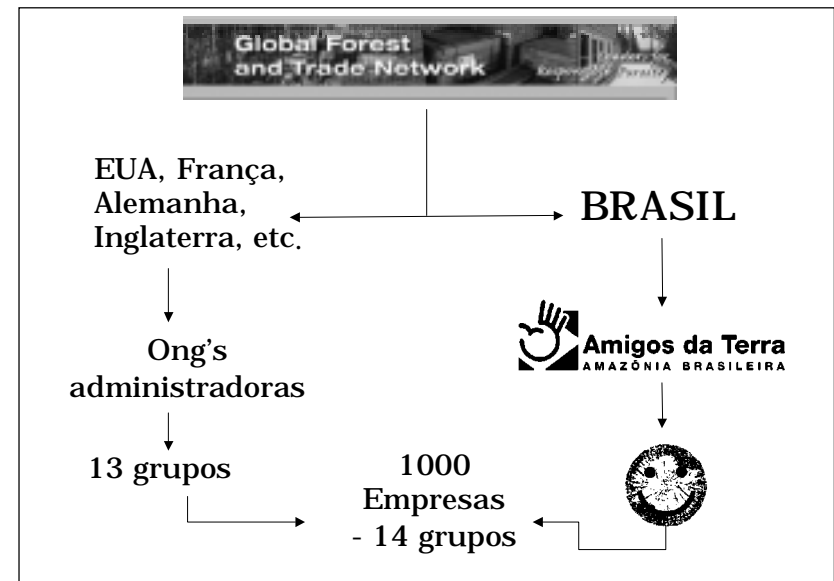 Global Forest
and Trade Network
EUA, França,
Alemanha,
Inglaterra, etc.
BRASIL
Ong's
administradoras
Amigos da Terra
AMAZÔNIA BRASILEIRA
13 grupos
1000
Empresas
- 14 grupos